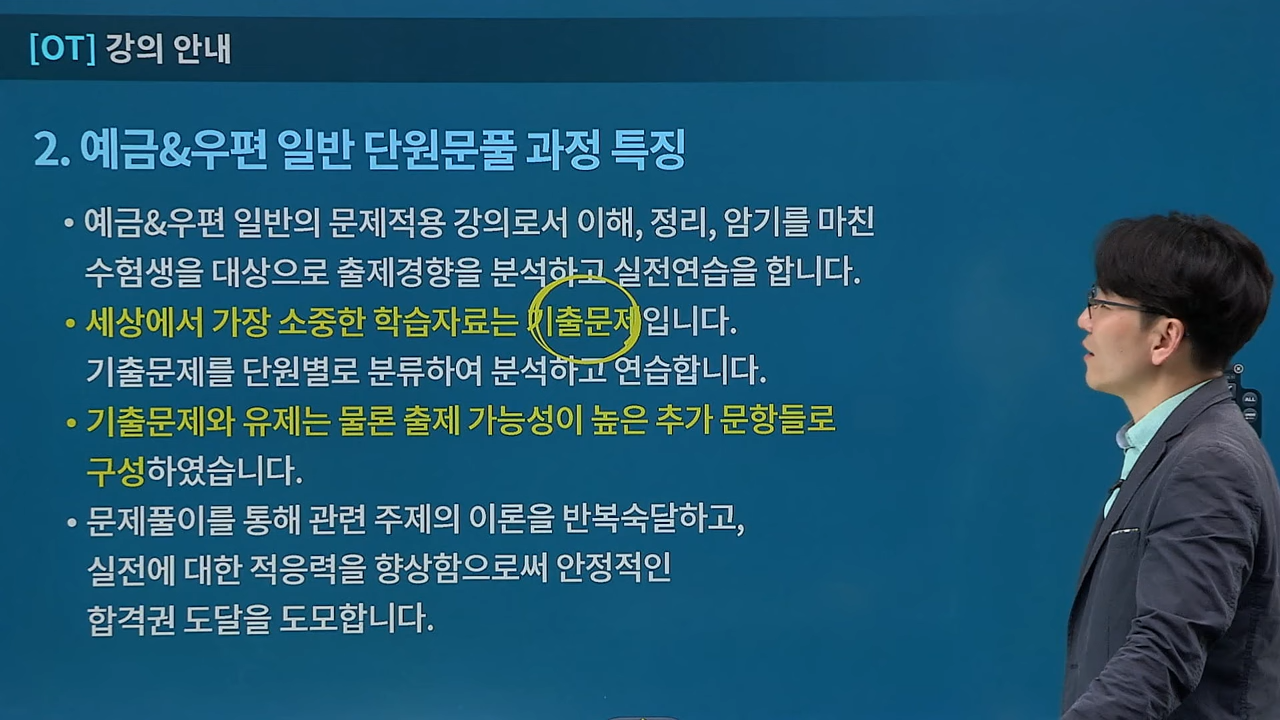 [OT] 강의 안내
2. 예금&우편 일반 단원문풀 과정 특징
• 예금&우편 일반의 문제적용 강의로서 이해, 정리, 암기를 마친
수험생을 대상으로 출제경향을 분석하고 실전연습을 합니다.
• 세상에서 가장 소중한 학습자료는 기출문제입니다.
기출문제를 단원별로 분류하여 분석하고 연습합니다.
• 기출문제와 유제는 물론 출제 가능성이 높은 추가 문항들로
구성하였습니다.
• 문제풀이를 통해 관련 주제의 이론을 반복숙달하고,
실전에 대한 적응력을 향상함으로써 안정적인
합격권 도달을 도모합니다.
ALL